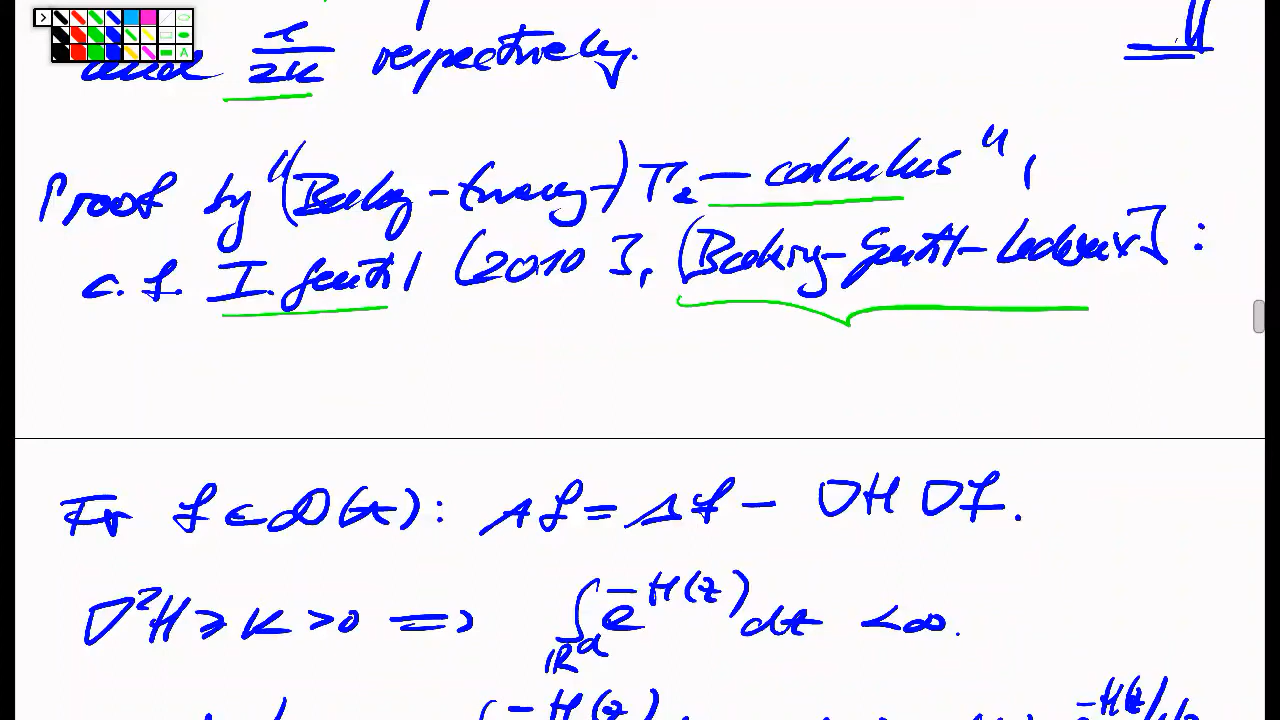 and 1/2K respectively.
Proof by "(Bakry-Emery-) Γ₂ - calculus",
c.f. I. Gentil [2010], [Bakry-Gentil-Ledoux]:
For f ∈ D(A): Af = Δf - ∇H ∇f.
∇²H ≥ K > 0 => ∫_{ℝ^d} e^{-H(z)} dz < ∞.